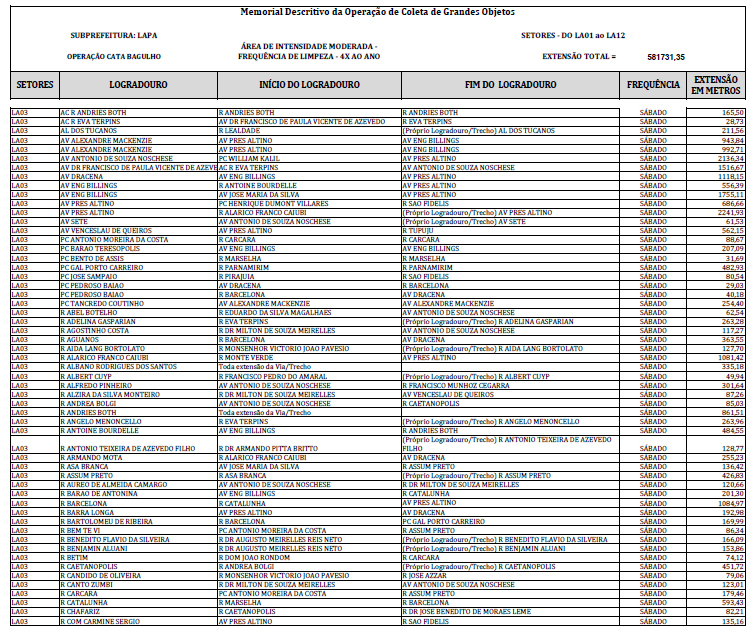 Memorial Descritivo da Operação de Coleta de Grandes Objetos
SUBPREFEITURA: LAPA
SETORES - DO LA01 ao LA12
ÁREA DE INTENSIDADE MODERADA -
OPERAÇÃO CATA BAGULHO
FREQUÊNCIA DE LIMPEZA - 4X AO ANO
EXTENSÃO TOTAL = 581731,35
SETORES LOGRADOURO INÍCIO DO LOGRADOURO FIM DO LOGRADOURO FREQUÊNCIA EXTENSÃO EM METROS
LA03 AC R ANDRIES BOTH R ANDRIES BOTH R ANDRIES BOTH SÁBADO 165,50
LA03 AC R EVA TERPINS AV DR FRANCISCO DE PAULA VICENTE DE AZEVEDO R EVA TERPINS SÁBADO 28,73
LA03 AL DOS TUCANOS R LEALDADE (Próprio Logradouro/Trecho) AL DOS TUCANOS SÁBADO 211,56
LA03 AV ALEXANDRE MACKENZIE AV PRES ALTINO AV ENG BILLINGS SÁBADO 943,84
LA03 AV ALEXANDRE MACKENZIE AV PRES ALTINO AV ENG BILLINGS SÁBADO 992,71
LA03 AV ANTONIO DE SOUZA NOSCHESE PC WILLIAM KALIL AV PRES ALTINO SÁBADO 2136,34
LA03 AV DR FRANCISCO DE PAULA VICENTE DE AZEVE AC R EVA TERPINS AV ANTONIO DE SOUZA NOSCHESE SÁBADO 1516,67
LA03 AV DRACENA AV ENG BILLINGS AV PRES ALTINO SÁBADO 1118,15
LA03 AV ENG BILLINGS R ANTOINE BOURDELLE AV PRES ALTINO SÁBADO 556,39
LA03 AV ENG BILLINGS AV JOSE MARIA DA SILVA AV PRES ALTINO SÁBADO 1755,11
LA03 AV PRES ALTINO PC HENRIQUE DUMONT VILLARES R SAO FIDELIS SÁBADO 686,66
LA03 AV PRES ALTINO R ALARICO FRANCO CAIUBI (Próprio Logradouro/Trecho) AV PRES ALTINO SÁBADO 2241,93
LA03 AV SETE AV ANTONIO DE SOUZA NOSCHESE (Próprio Logradouro/Trecho) AV SETE SÁBADO 61,53
LA03 AV VENCESLAU DE QUEIROS AV PRES ALTINO R TUPUJU SÁBADO 562,15
LA03 PC ANTONIO MOREIRA DA COSTA R CARCARA R CARCARA SÁBADO 88,67
LA03 PC BARAO TERESOPOLIS AV ENG BILLINGS AV ENG BILLINGS SÁBADO 207,09
LA03 PC BENTO DE ASSIS R MARSELHA R MARSELHA SÁBADO 31,69
LA03 PC GAL PORTO CARREIRO R PARNAMIRIM R PARNAMIRIM SÁBADO 482,93
LA03 PC JOSE SAMPAIO R PIRAJUIA R SAO FIDELIS SÁBADO 80,54
LA03 PC PEDROSO BAIAO AV DRACENA R BARCELONA SÁBADO 29,03
LA03 PC PEDROSO BAIAO R BARCELONA AV DRACENA SÁBADO 40,18
LA03 PC TANCREDO COUTINHO AV ALEXANDRE MACKENZIE AV ALEXANDRE MACKENZIE SÁBADO 254,40
LA03 R ABEL BOTELHO R EDUARDO DA SILVA MAGALHAES AV ANTONIO DE SOUZA NOSCHESE SÁBADO 62,54
LA03 R ADELINA GASPARIAN R EVA TERPINS (Próprio Logradouro/Trecho) R ADELINA GASPARIAN SÁBADO 263,28
LA03 R AGOSTINHO COSTA R DR MILTON DE SOUZA MEIRELLES AV ANTONIO DE SOUZA NOSCHESE SÁBADO 117,27
LA03 R AGUANOS R BARCELONA AV DRACENA SÁBADO 363,55
LA03 R AIDA LANG BORTOLATO R MONSENHOR VICTORIO JOAO PAVESIO (Próprio Logradouro/Trecho) R AIDA LANG BORTOLATO SÁBADO 127,70
LA03 R ALARICO FRANCO CAIUBI R MONTE VERDE AV PRES ALTINO SÁBADO 1081,42
LA03 R ALBANO RODRIGUES DOS SANTOS Toda extensão da Via/Trecho SÁBADO 335,18
LA03 R ALBERT CUYP R FRANCISCO PEDRO DO AMARAL (Próprio Logradouro/Trecho) R ALBERT CUYP SÁBADO 49,94
LA03 R ALFREDO PINHEIRO AV ANTONIO DE SOUZA NOSCHESE R FRANCISCO MUNHOZ CEGARRA SÁBADO 301,64
LA03 R ALZIRA DA SILVA MONTEIRO R DR MILTON DE SOUZA MEIRELLES AV VENCESLAU DE QUEIROS SÁBADO 87,26
LA03 R ANDREA BOLGI AV ANTONIO DE SOUZA NOSCHESE R CAETANOPOLIS SÁBADO 85,03
LA03 R ANDRIES BOTH Toda extensão da Via/Trecho SÁBADO 861,51
LA03 R ANGELO MENONCELLO R EVA TERPINS (Próprio Logradouro/Trecho) R ANGELO MENONCELLO SÁBADO 263,96
LA03 R ANTOINE BOURDELLE AV ENG BILLINGS R ANDRIES BOTH SÁBADO 484,55
(Próprio Logradouro/Trecho) R ANTONIO TEIXEIRA DE AZEVEDO
LA03 R ANTONIO TEIXEIRA DE AZEVEDO FILHO R DR ARMANDO PITTA BRITTO FILHO SÁBADO 128,77
LA03 R ARMANDO MOTA R ALARICO FRANCO CAIUBI AV DRACENA SÁBADO 255,23
LA03 R ASA BRANCA AV JOSE MARIA DA SILVA R ASSUM PRETO SÁBADO 136,42
LA03 R ASSUM PRETO R ASA BRANCA (Próprio Logradouro/Trecho) R ASSUM PRETO SÁBADO 426,83
LA03 R AUREO DE ALMEIDA CAMARGO AV ANTONIO DE SOUZA NOSCHESE R DR MILTON DE SOUZA MEIRELLES SÁBADO 120,66
LA03 R BARAO DE ANTONINA AV ENG BILLINGS R CATALUNHA SÁBADO 201,30
LA03 R BARCELONA R CATALUNHA AV PRES ALTINO SÁBADO 1084,97
LA03 R BARRA LONGA AV PRES ALTINO AV DRACENA SÁBADO 192,98
LA03 R BARTOLOMEU DE RIBEIRA R BARCELONA PC GAL PORTO CARREIRO SÁBADO 169,99
LA03 R BEM TE VI PC ANTONIO MOREIRA DA COSTA R ASSUM PRETO SÁBADO 86,34
LA03 R BENEDITO FLAVIO DA SILVEIRA R DR AUGUSTO MEIRELLES REIS NETO (Próprio Logradouro/Trecho) R BENEDITO FLAVIO DA SILVEIRA SÁBADO 166,09
LA03 R BENJAMIN ALUANI R DR AUGUSTO MEIRELLES REIS NETO (Próprio Logradouro/Trecho) R BENJAMIN ALUANI SÁBADO 153,86
LA03 R BETIM R DOM JOAO RONDOM R CARCARA SÁBADO 74,12
LA03 R CAETANOPOLIS R ANDREA BOLGI (Próprio Logradouro/Trecho) R CAETANOPOLIS SÁBADO 451,72
LA03 R CANDIDO DE OLIVEIRA R MONSENHOR VICTORIO JOAO PAVESIO R JOSE AZZAR SÁBADO 79,06
LA03 R CANTO ZUMBI R DR MILTON DE SOUZA MEIRELLES AV ANTONIO DE SOUZA NOSCHESE SÁBADO 123,01
LA03 R CARCARA PC ANTONIO MOREIRA DA COSTA R ASSUM PRETO SÁBADO 179,46
LA03 R CATALUNHA R MARSELHA R BARCELONA SÁBADO 593,43
LA03 R CHAFARIZ R CAETANOPOLIS R DR JOSE BENEDITO DE MORAES LEME SÁBADO 82,21
LA03 R COM CARMINE SERGIO AV PRES ALTINO R SAO FIDELIS SÁBADO 135,16